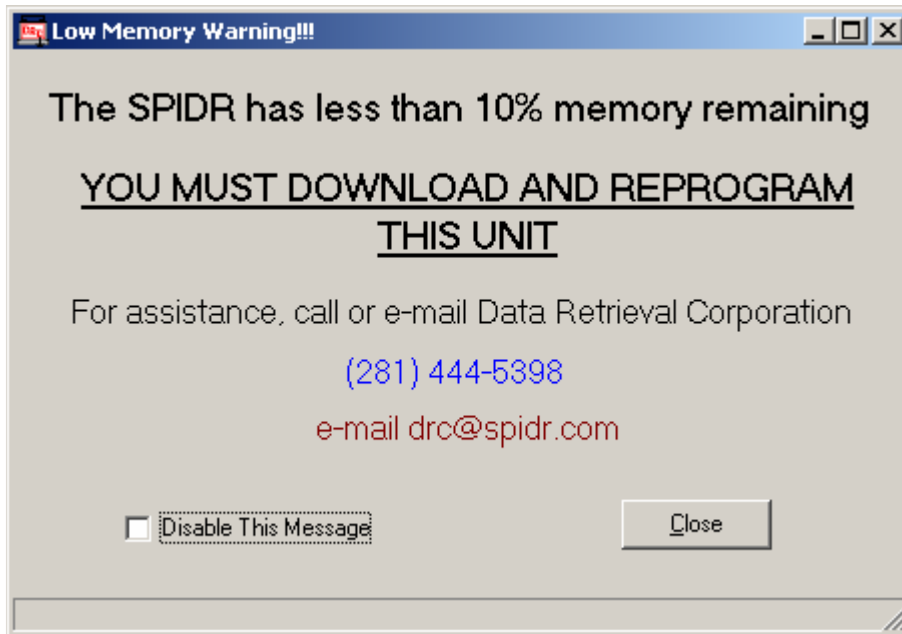 Low Memory Warning!!!
The SPIDR has less than 10% memory remaining
YOU MUST DOWNLOAD AND REPROGRAM
THIS UNIT
For assistance, call or e-mail Data Retrieval Corporation
(281) 444-5398
e-mail drc@spidr.com
Disable This Message
Close